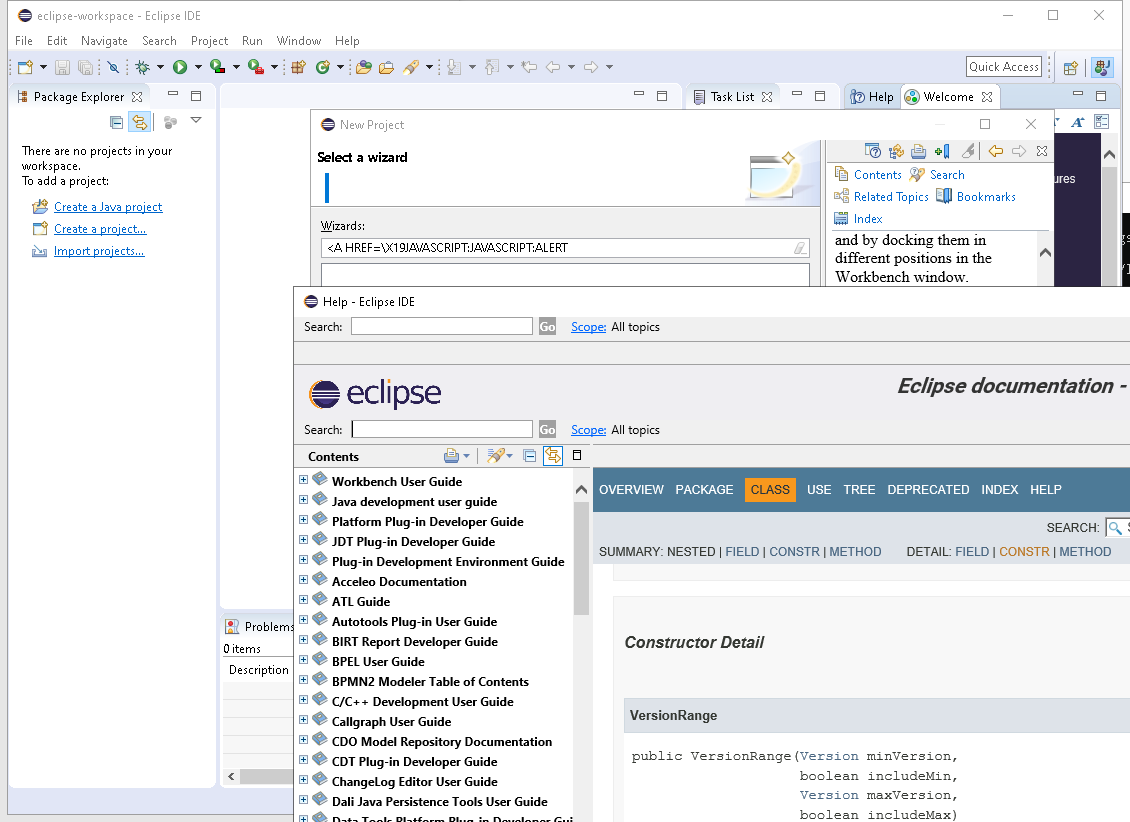 eclipse-workspace - Eclipse IDE
File Edit Navigate Search Project Run Window Help
Quick Access
Package Explorer
Task List
Help
Welcome
There are no projects in your
workspace.
To add a project:
Create a Java project
Create a project...
Import projects...
New Project
Select a wizard
Wizards:
<A HREF=\X19JAVASCRIPT:JAVASCRIPT:ALERT
Contents
Search
Related Topics
Bookmarks
Index
and by docking them in
different positions in the
Workbench window.
ures
Problems
0 items
Description
Help - Eclipse IDE
Search: Go Scope: All topics
eclipse
Eclipse documentation -
Search: Go Scope: All topics
Contents
Workbench User Guide
Java development user guide
Platform Plug-in Developer Guide
JDT Plug-in Developer Guide
Plug-in Development Environment Guide
Acceleo Documentation
ATL Guide
Autotools Plug-in User Guide
BIRT Report Developer Guide
BPEL User Guide
BPMN2 Modeler Table of Contents
C/C++ Development User Guide
Callgraph User Guide
CDO Model Repository Documentation
CDT Plug-in Developer Guide
ChangeLog Editor User Guide
Dali Java Persistence Tools User Guide
Data Tools Platform Plug-in Developer Gui
OVERVIEW PACKAGE CLASS USE TREE DEPRECATED INDEX HELP
SEARCH:
SUMMARY: NESTED | FIELD | CONSTR | METHOD DETAIL: FIELD | CONSTR | METHOD
Constructor Detail
VersionRange
public VersionRange(Version minVersion,
boolean includeMin,
Version maxVersion,
boolean includeMax)